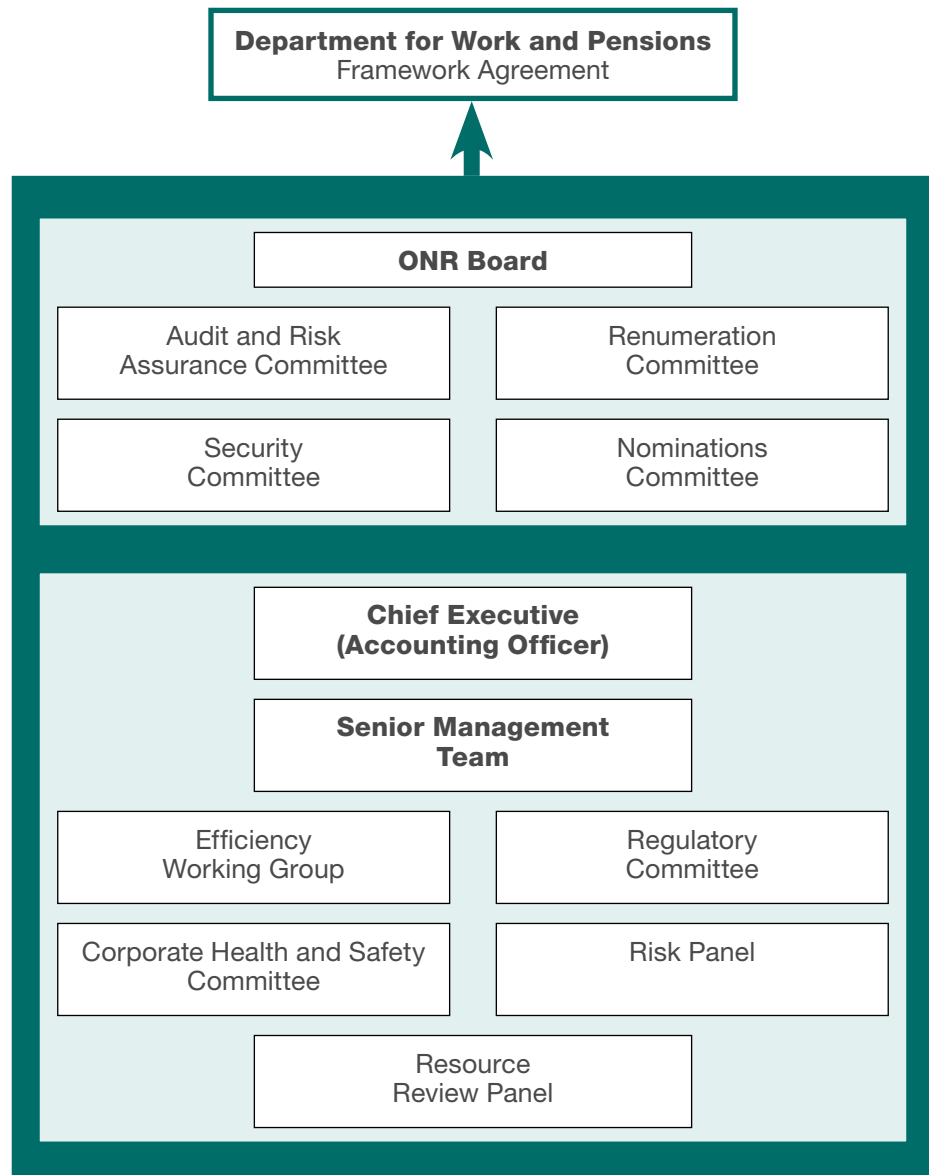 Department for Work and Pensions
Framework Agreement
ONR Board
Audit and Risk
Assurance Committee
Renumeration
Committee
Security
Committee
Nominations
Committee
Chief Executive
(Accounting Officer)
Senior Management
Team
Efficiency
Working Group
Regulatory
Committee
Corporate Health and Safety
Committee
Risk Panel
Resource
Review Panel